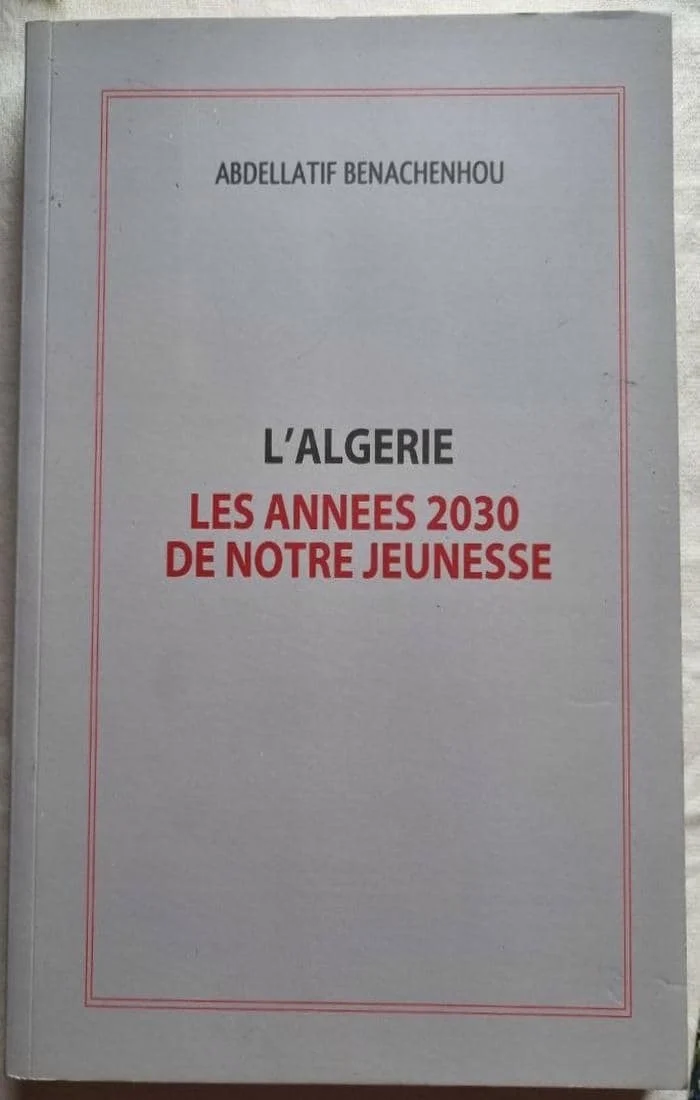 ABDELLATIF BENACHENHOU
L'ALGERIE
LES ANNEES 2030
DE NOTRE JEUNESSE